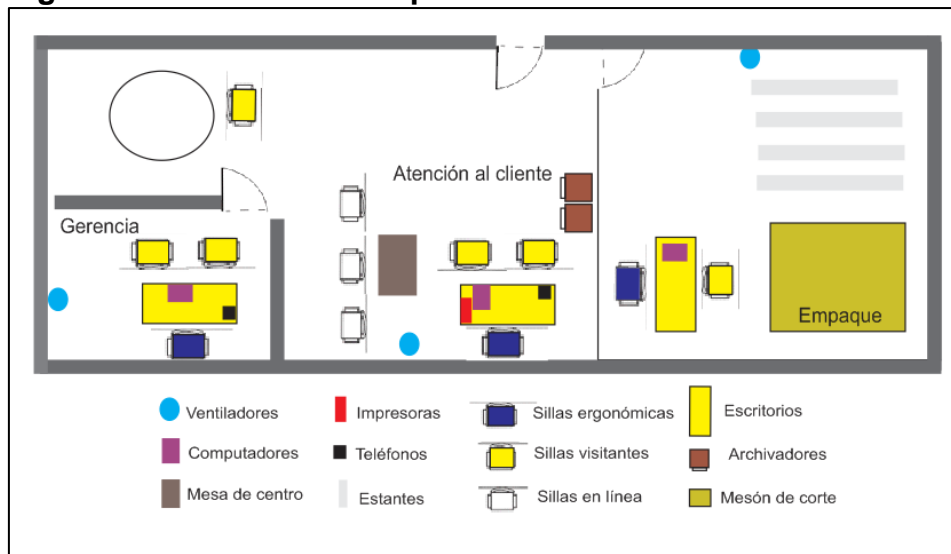 Atención al cliente
Gerencia
Empaque
Ventiladores
Impresoras
Sillas ergonómicas
Escritorios
Computadores
Teléfonos
Sillas visitantes
Archivadores
Mesa de centro
Estantes
Sillas en línea
Mesón de corte